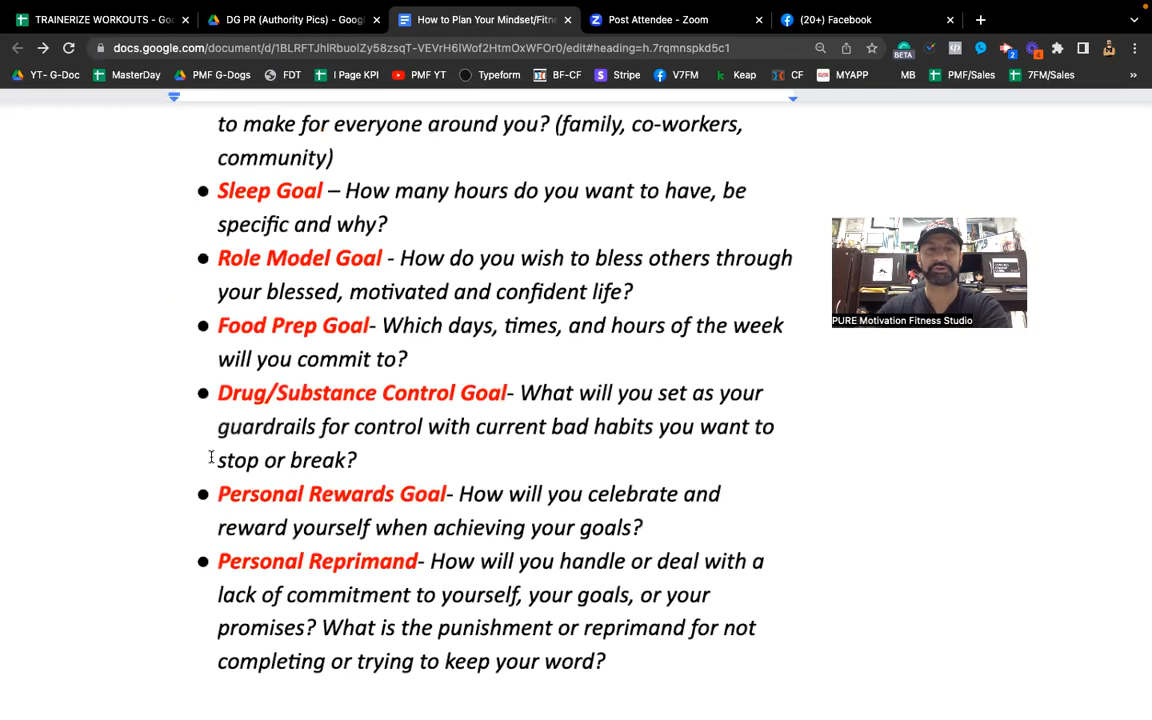 TRAINERIZE WORKOUTS - Goo
DG PR (Authority Pics) - Googl
How to Plan Your Mindset/Fitne
Post Attendee - Zoom
(20+) Facebook
docs.google.com/document/d/1BLRFTJhlRbuolZy58zsqT-VEVrH6lWof2HtmOxWFOr0/edit#heading=h.7rqmnspkd5c1
BETA
2
4
YT- G-Doc
MasterDay
PMF G-Dogs
FDT
I Page KPI
PMF YT
Typeform
BF-CF
Stripe
V7FM
Keap
CF
MYAPP
MB
PMF/Sales
7FM/Sales
to make for everyone around you? (family, co-workers,
community)
● Sleep Goal – How many hours do you want to have, be
specific and why?
● Role Model Goal - How do you wish to bless others through
your blessed, motivated and confident life?
● Food Prep Goal- Which days, times, and hours of the week
will you commit to?
● Drug/Substance Control Goal- What will you set as your
guardrails for control with current bad habits you want to
stop or break?
● Personal Rewards Goal- How will you celebrate and
reward yourself when achieving your goals?
● Personal Reprimand- How will you handle or deal with a
lack of commitment to yourself, your goals, or your
promises? What is the punishment or reprimand for not
completing or trying to keep your word?
PURE Motivation Fitness Studio